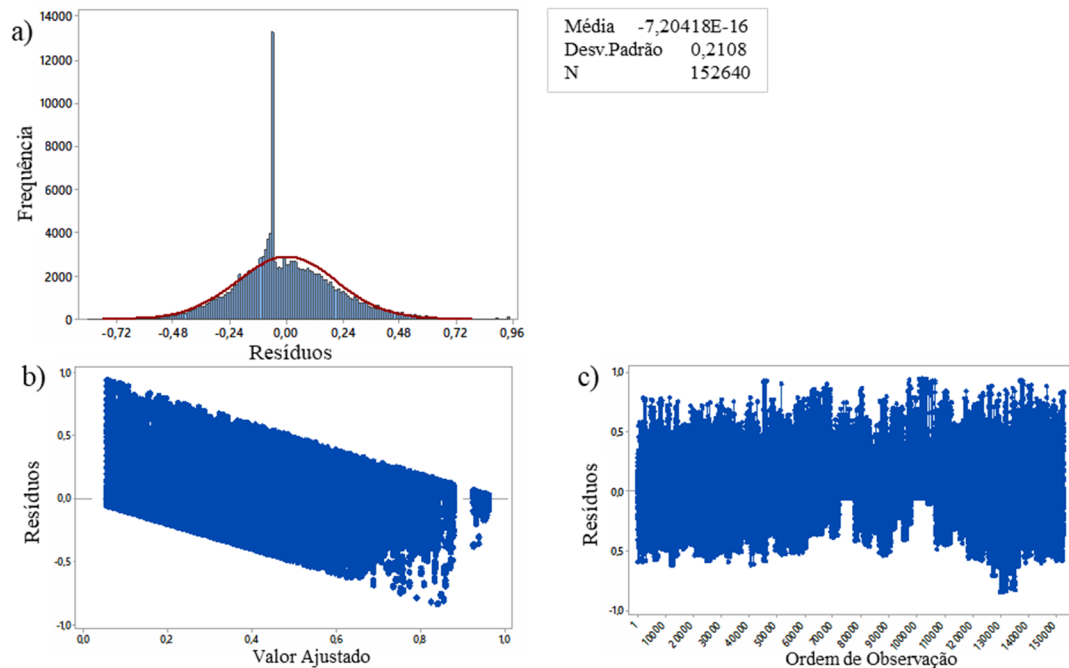 a)
14000
12000
10000
8000
6000
4000
2000
0
Frequência
-0,72 -0,48 -0,24 0,00 0,24 0,48 0,72 0,96
Resíduos
Média -7,20418E-16
Desv.Padrão 0,2108
N 152640
b)
1,0
0,5
0,0
-0,5
-1,0
Resíduos
0,0 0,2 0,4 0,6 0,8 1,0
Valor Ajustado
c)
1,0
0,5
0,0
0,5
-1,0
Resíduos
1 10000 20000 30000 40000 50000 60000 70000 80000 90000 100000 110000 120000 130000 140000 150000
Ordem de Observação